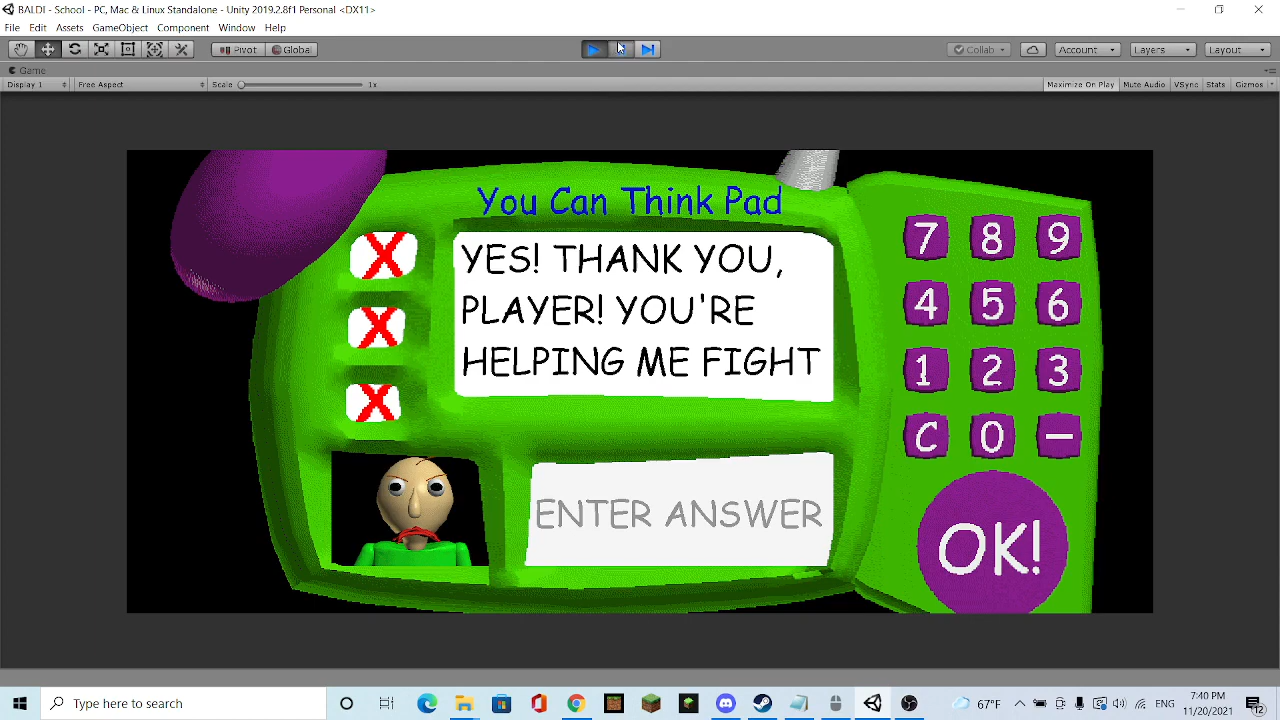 BALDI - School - PC, Mac & Linux Standalone - Unity 2019.2.8f1 Personal <DX11>
File Edit Assets GameObject Component Window Help
Pivot Global Collab Account Layers Layout
Game
Display 1 Free Aspect Scale 1x Maximize On Play Mute Audio VSync Stats Gizmos
You Can Think Pad
YES! THANK YOU,
PLAYER! YOU'RE
HELPING ME FIGHT
ENTER ANSWER
7 8 9
4 5 6
1 2 3
C 0 –
OK!
Type here to search
67°F
7:40 PM
11/20/2021
12